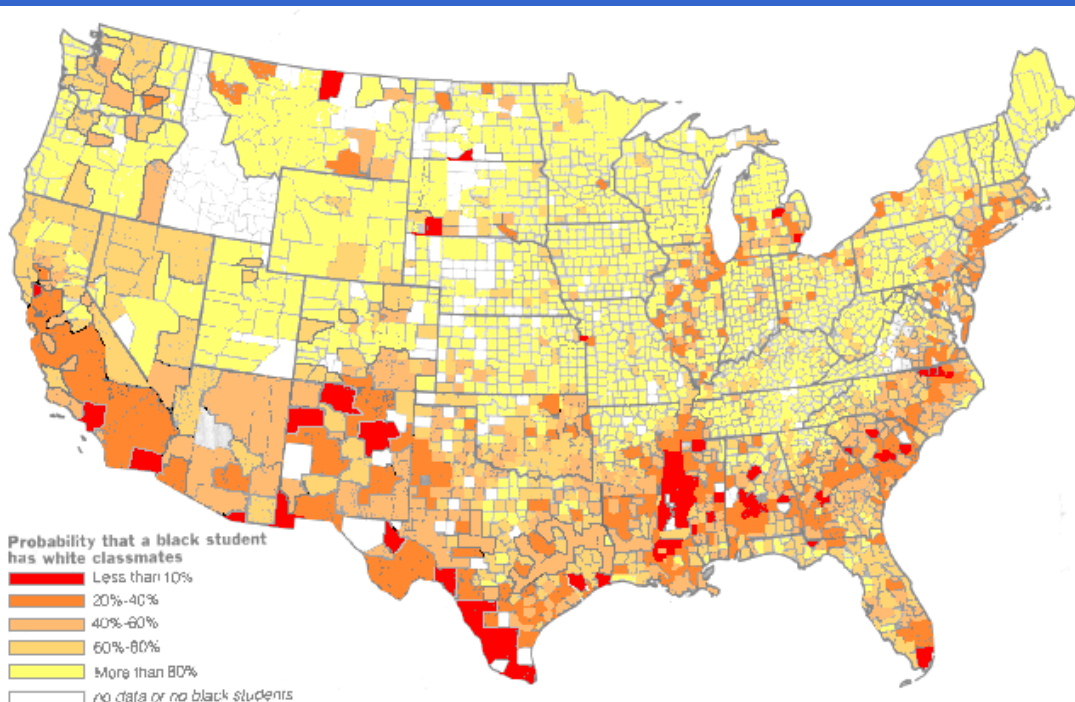 Probability that a black student
has white classmates
Less than 10%
20%-40%
40%-60%
60%-80%
More than 80%
no data or no black students